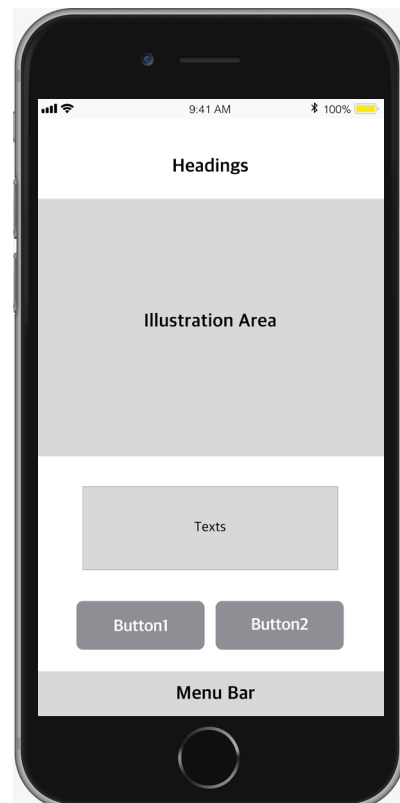 9:41 AM 100%
Headings
Illustration Area
Texts
Button1 Button2
Menu Bar